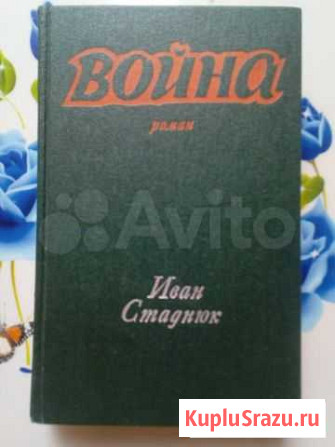 ВОЙНА
роман
Avito
Иван
Стаднюк
KupluSrazu.ru